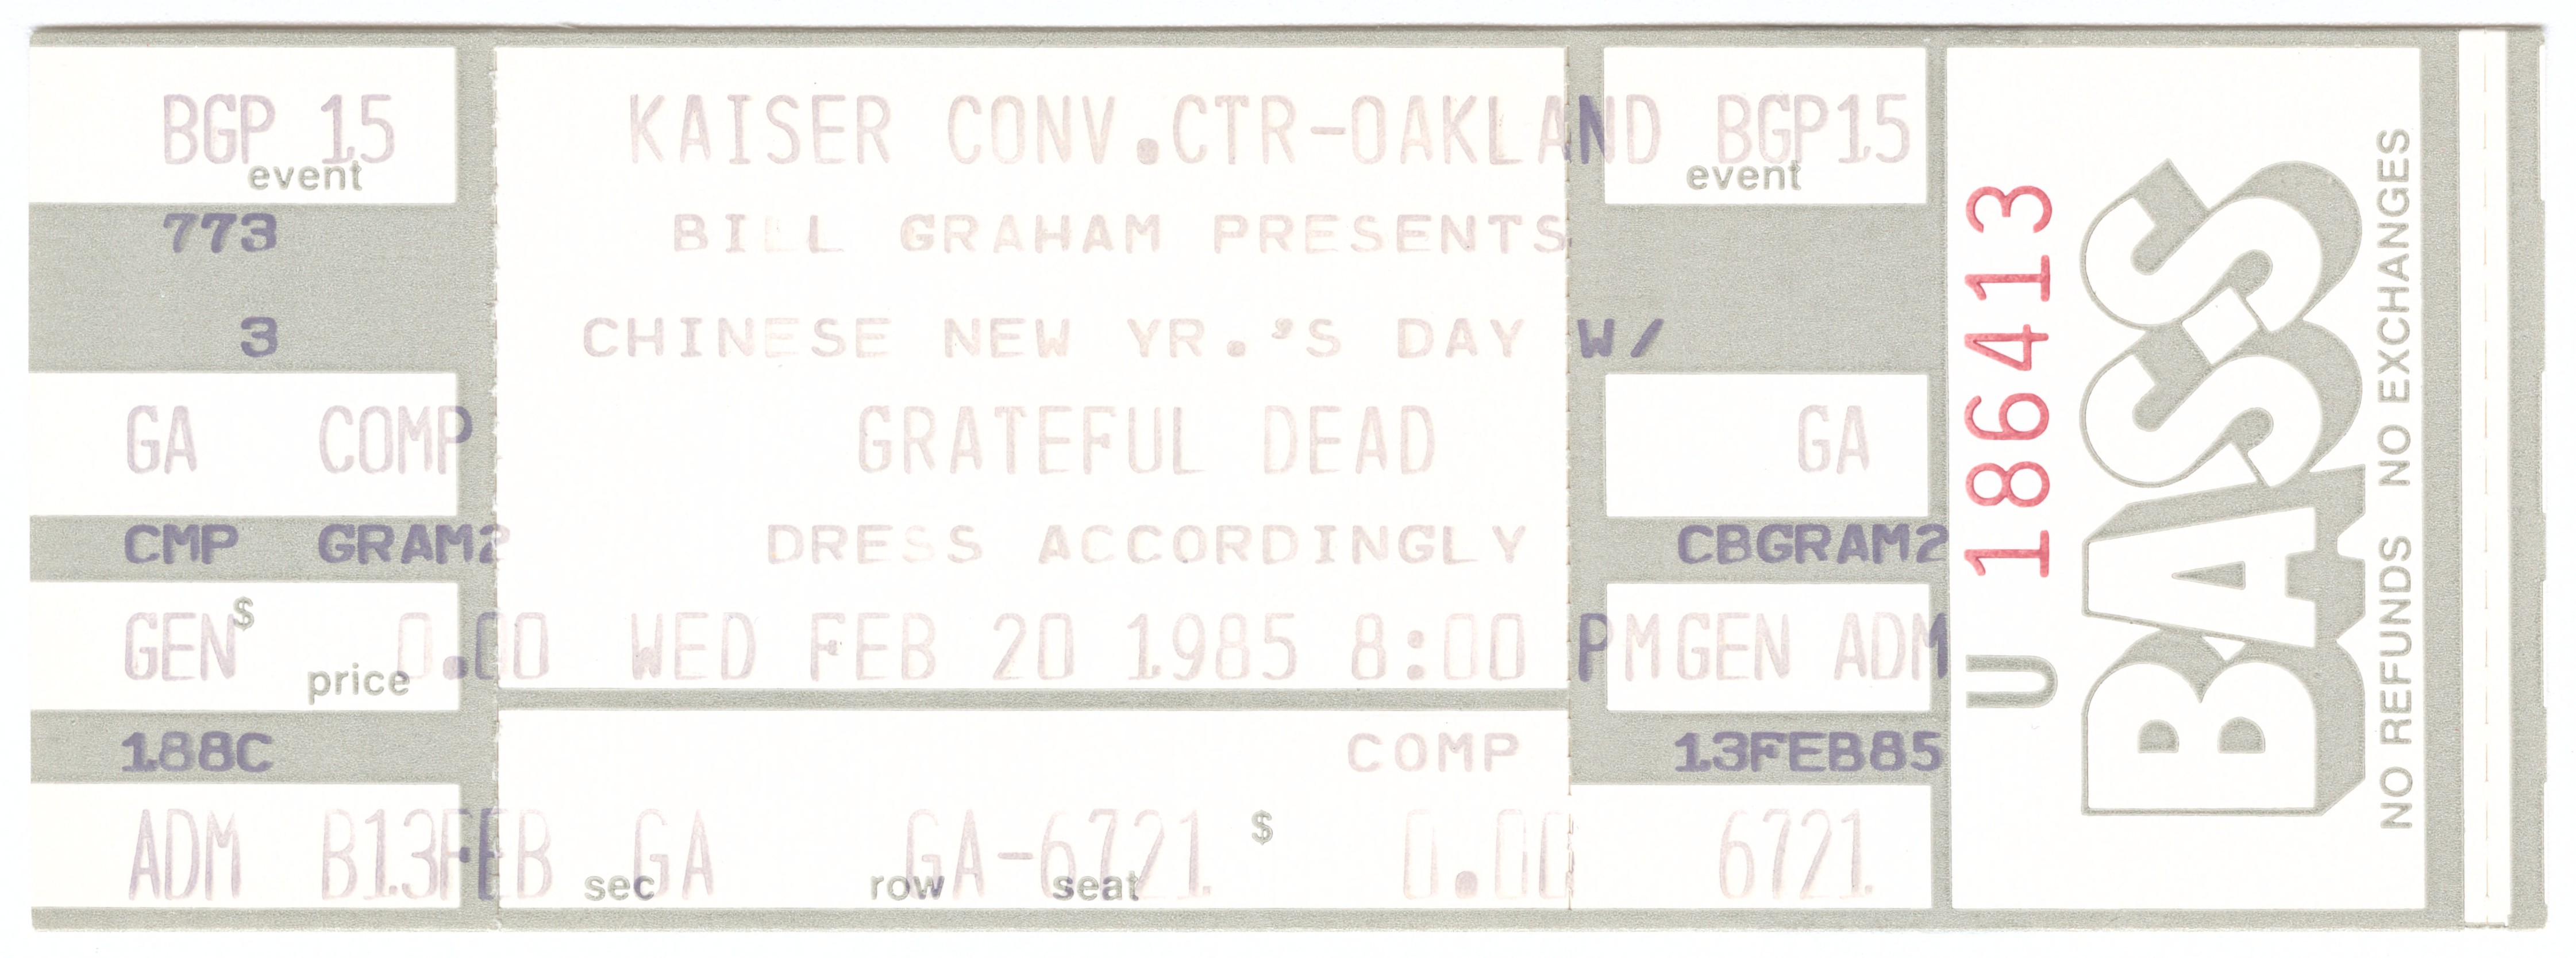 BGP 15
event
773
3
GA COMP
CMP GRAM2
GEN $ 0.00
price
188C
ADM B13FEB
KAISER CONV.CTR-OAKLAND
BILL GRAHAM PRESENTS
CHINESE NEW YR.'S DAY W/
GRATEFUL DEAD
DRESS ACCORDINGLY
WED FEB 20 1985 8:00 PM
COMP
GA GA-6721 $ 0.00
sec row seat
BGP15
event
GA
CBGRAM2
GEN ADM
13FEB85
6721
U 186413
BASS
NO REFUNDS NO EXCHANGES